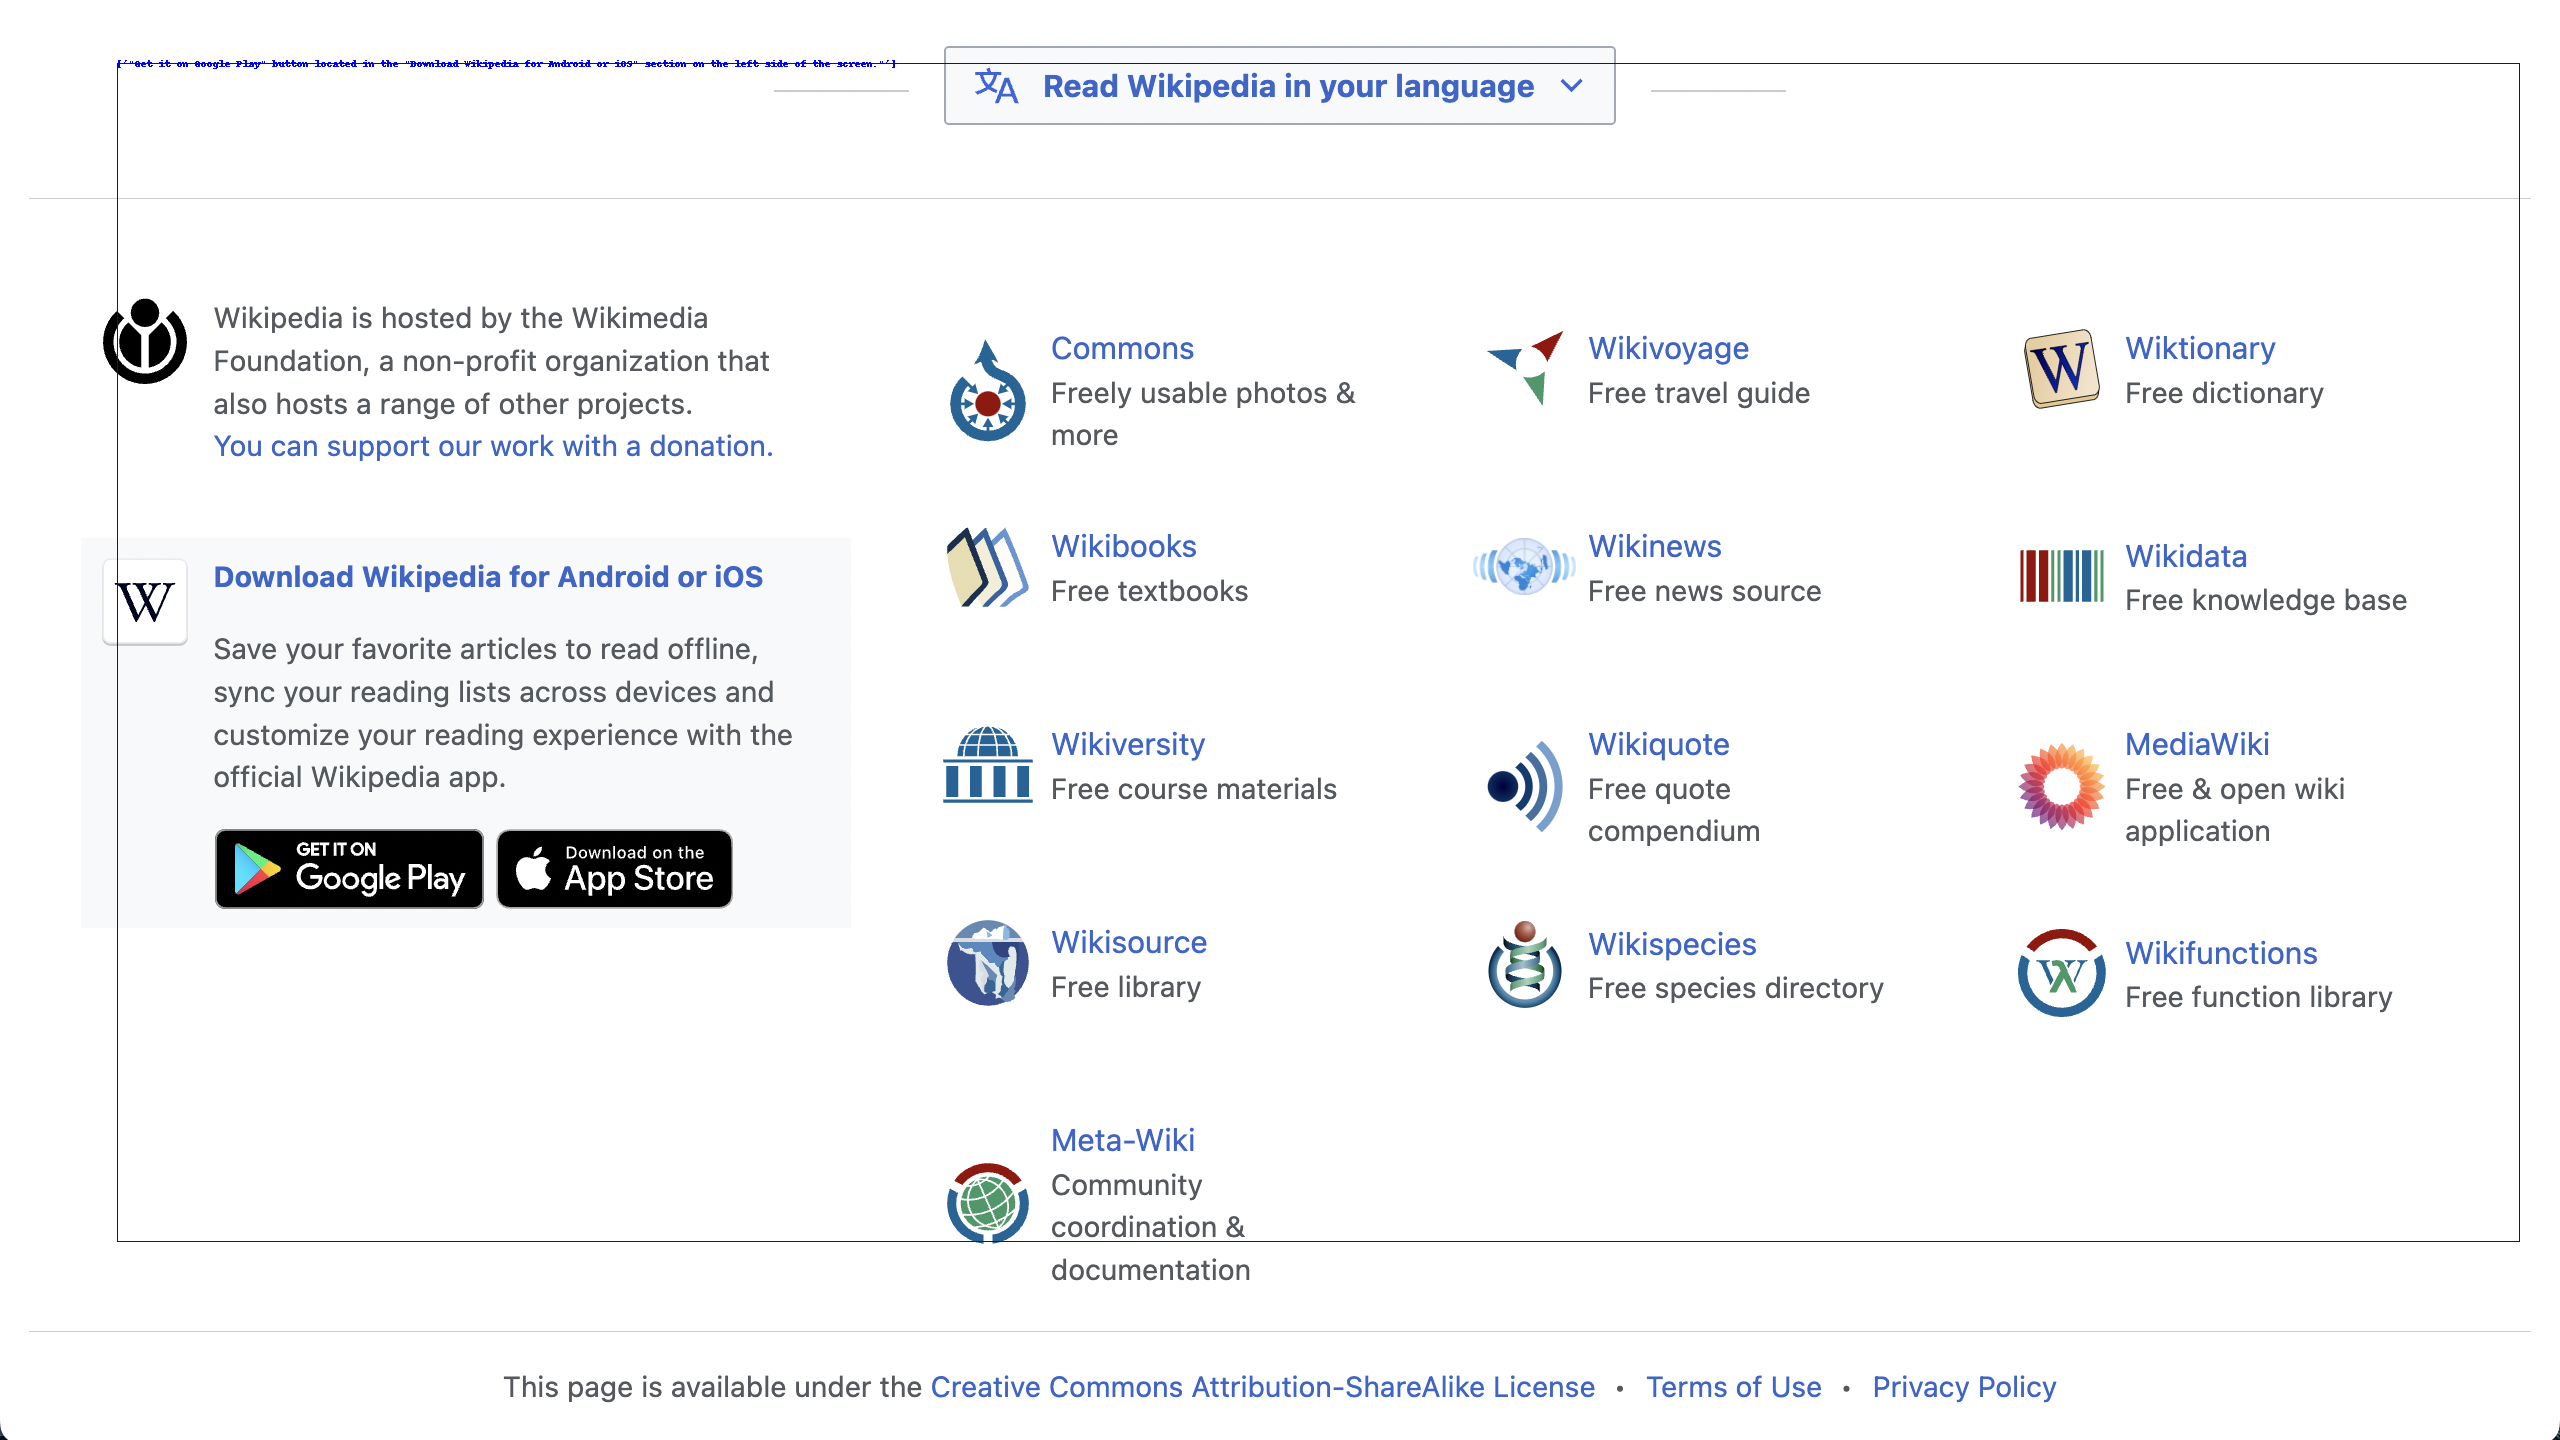 ['"Get it on Google Play" button located in the "Download Wikipedia for Android or iOS" section on the left side of the screen."']
Read Wikipedia in your language
Wikipedia is hosted by the Wikimedia
Foundation, a non-profit organization that
also hosts a range of other projects.
You can support our work with a donation.
W
Download Wikipedia for Android or iOS
Save your favorite articles to read offline,
sync your reading lists across devices and
customize your reading experience with the
official Wikipedia app.
GET IT ON
Google Play
Download on the
App Store
Commons
Freely usable photos &
more
Wikivoyage
Free travel guide
W
Wiktionary
Free dictionary
Wikibooks
Free textbooks
Wikinews
Free news source
Wikidata
Free knowledge base
Wikiversity
Free course materials
Wikiquote
Free quote
compendium
MediaWiki
Free & open wiki
application
Wikisource
Free library
Wikispecies
Free species directory
Wikifunctions
Free function library
Meta-Wiki
Community
coordination &
documentation
This page is available under the Creative Commons Attribution-ShareAlike License • Terms of Use • Privacy Policy